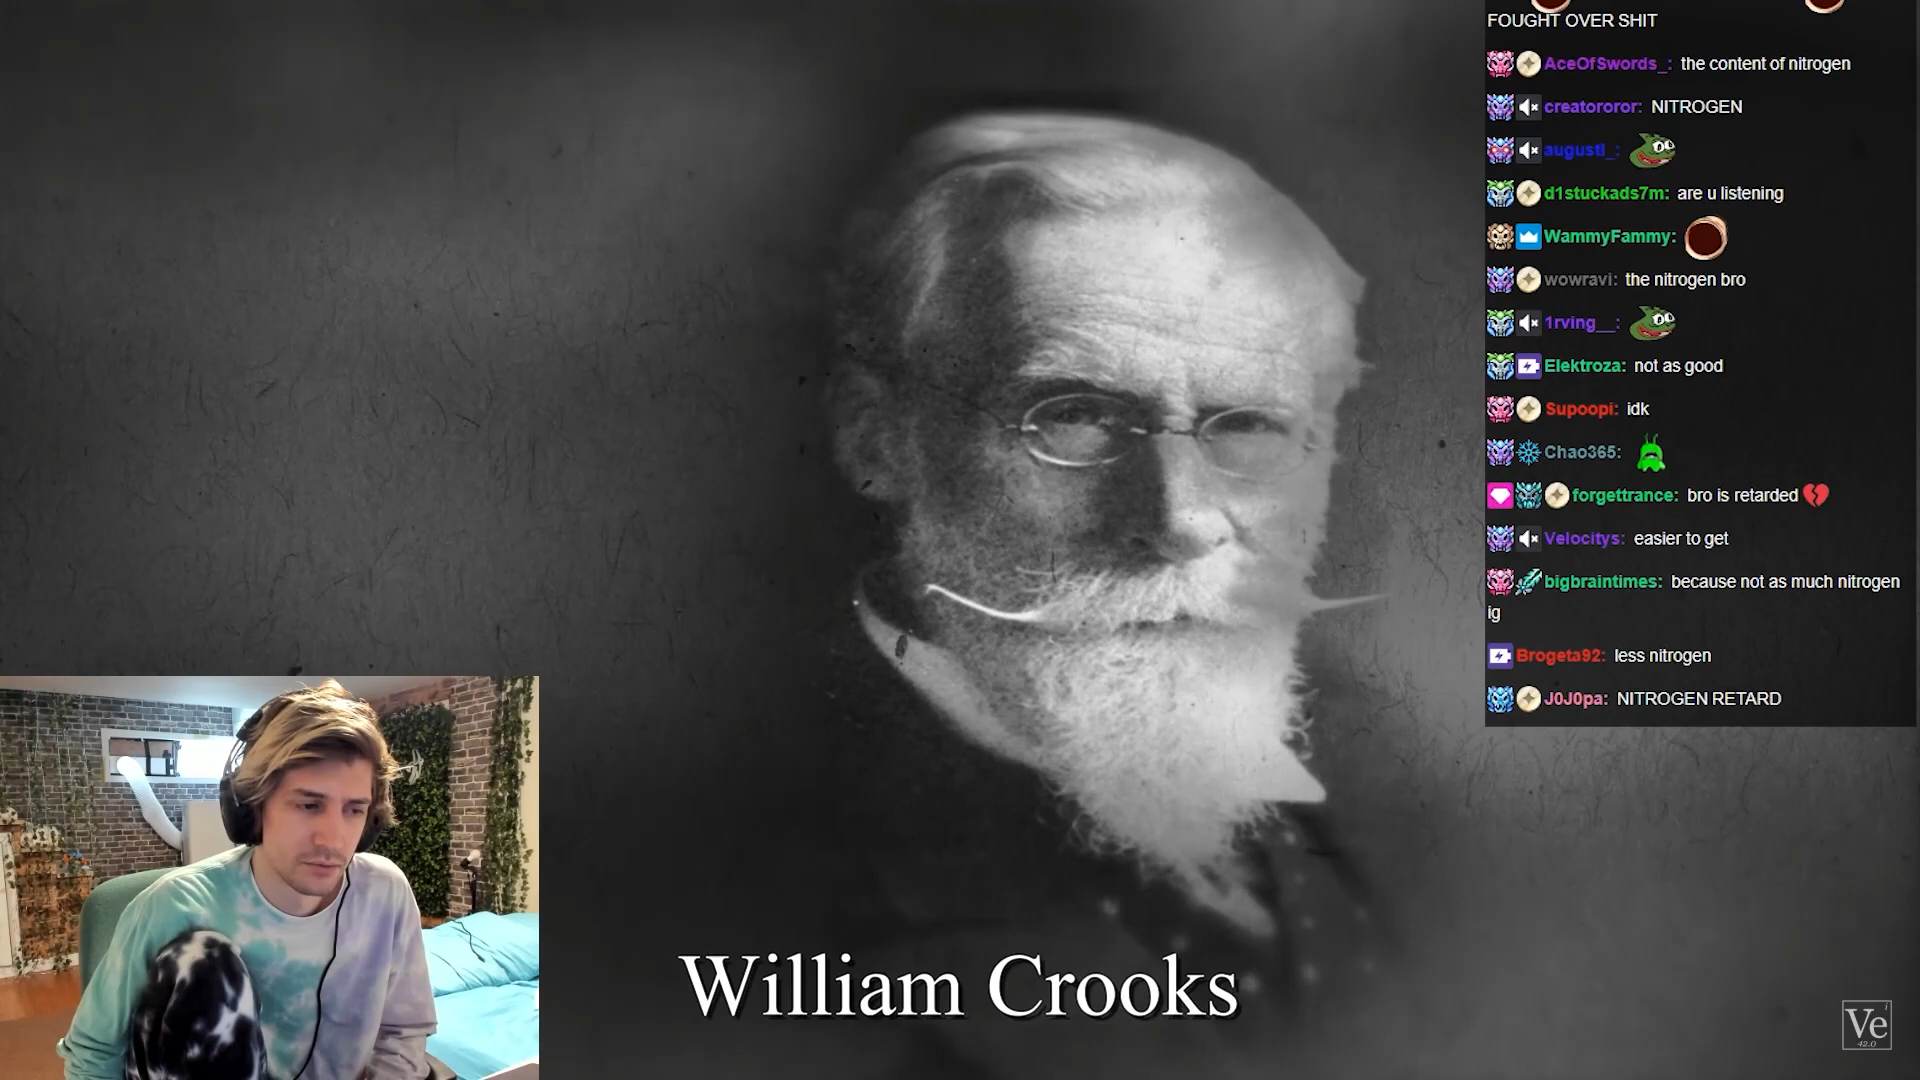 FOUGHT OVER SHIT
AceOfSwords_: the content of nitrogen
creatororor: NITROGEN
augustl_:
d1stuckads7m: are u listening
WammyFammy:
wowravi: the nitrogen bro
1rving__:
Elektroza: not as good
Supoopi: idk
Chao365:
forgettrance: bro is retarded
Velocitys: easier to get
bigbraintimes: because not as much nitrogen
ig
Brogeta92: less nitrogen
J0J0pa: NITROGEN RETARD
William Crooks
i
Ve
42.0